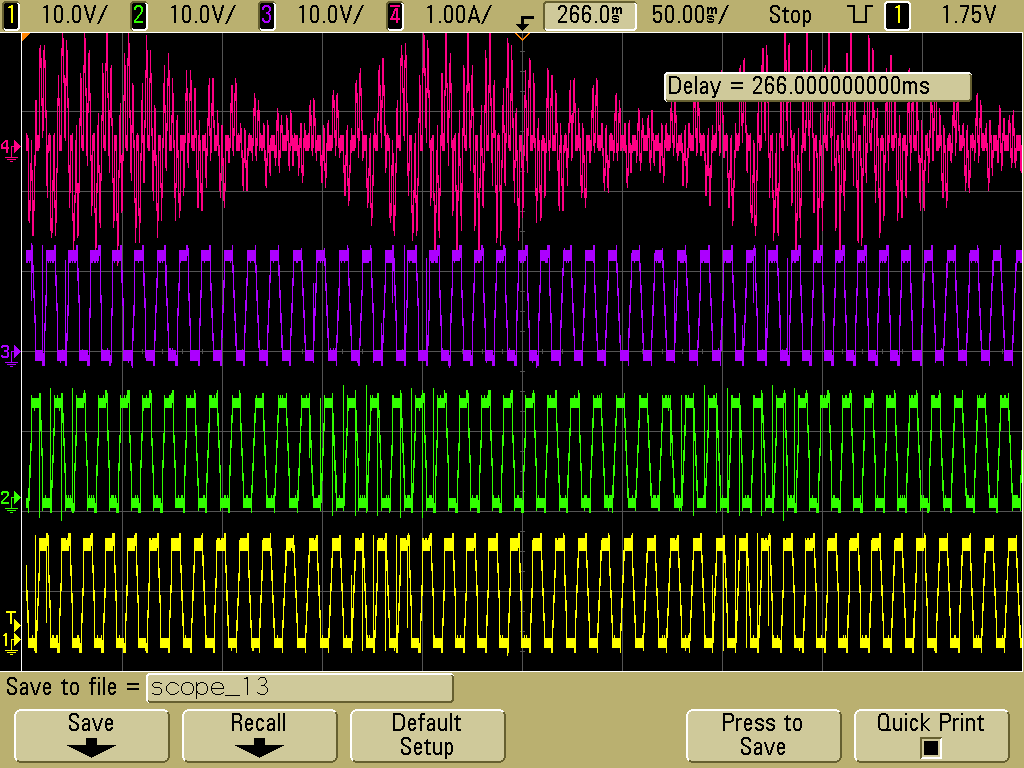 1 10.0V/ 2 10.0V/ 3 10.0V/ 4 1.00A/ 266.0ms 50.00ms/ Stop 1 1.75V
Delay = 266.000000000ms
4
3
2
T
1
Save to file = scope_13
Save Recall Default Setup Press to Save Quick Print